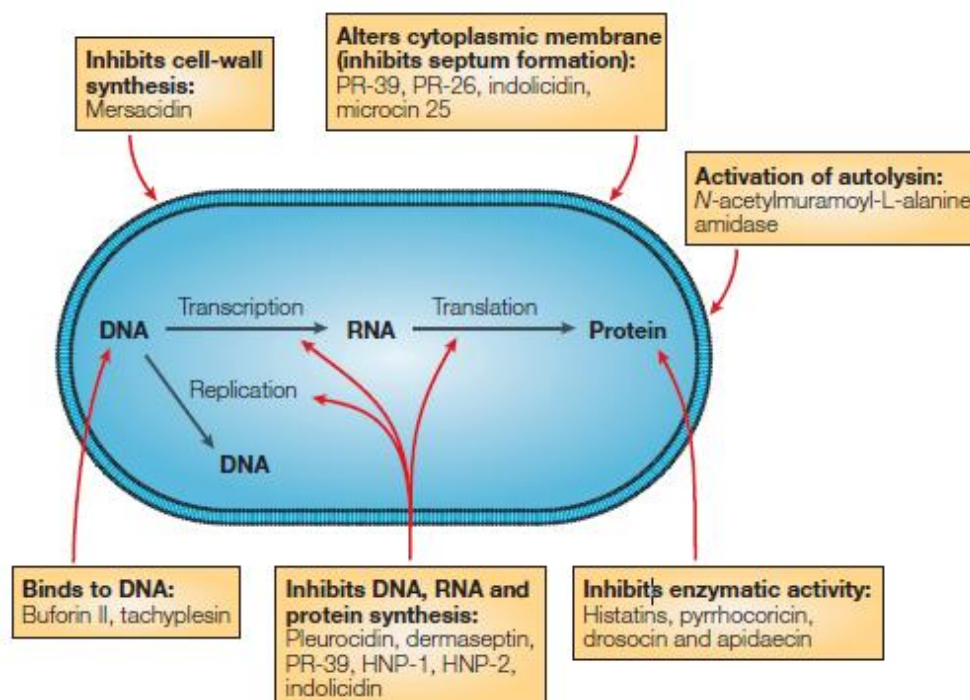 Inhibits cell-wall
synthesis:
Mersacidin
Alters cytoplasmic membrane
(inhibits septum formation):
PR-39, PR-26, indolicidin,
microcin 25
Activation of autolysin:
N-acetylmuramoyl-L-alanine
amidase
Transcription
Translation
DNA
RNA
Protein
Replication
DNA
Binds to DNA:
Buforin II, tachyplesin
Inhibits DNA, RNA and
protein synthesis:
Pleurocidin, dermaseptin,
PR-39, HNP-1, HNP-2,
indolicidin
Inhibits enzymatic activity:
Histatins, pyrrhocoricin,
drosocin and apidaecin